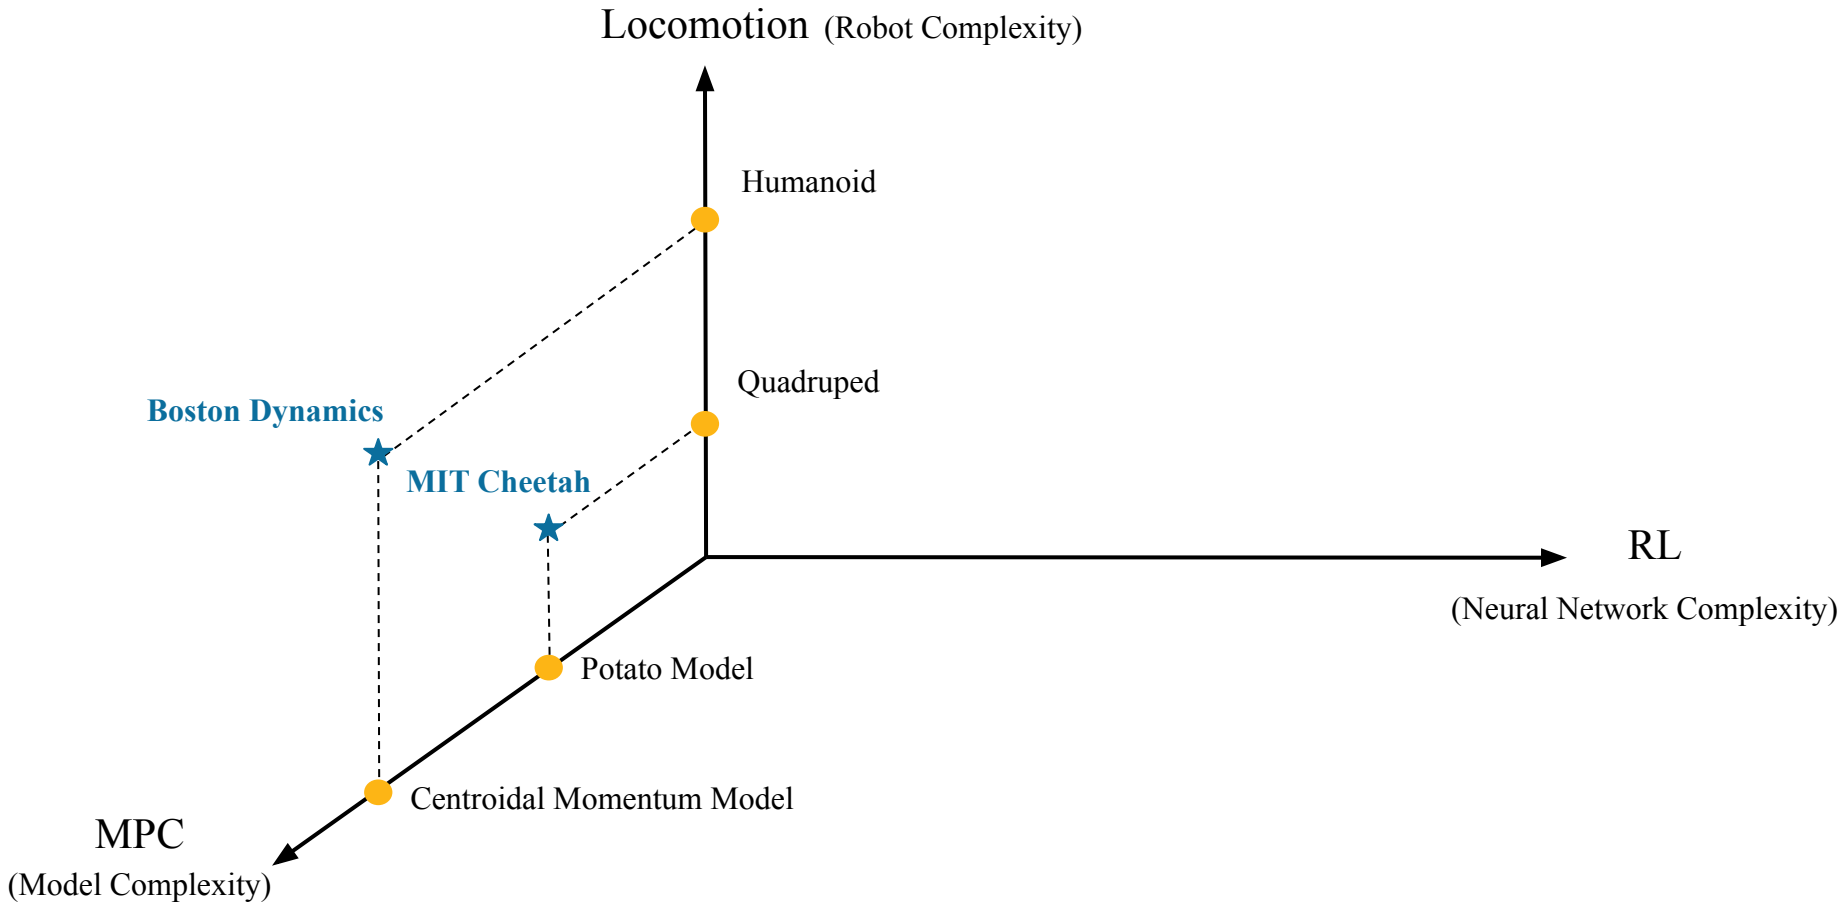 Locomotion (Robot Complexity)
Humanoid
Quadruped
Boston Dynamics
MIT Cheetah
RL
(Neural Network Complexity)
Potato Model
Centroidal Momentum Model
MPC
(Model Complexity)